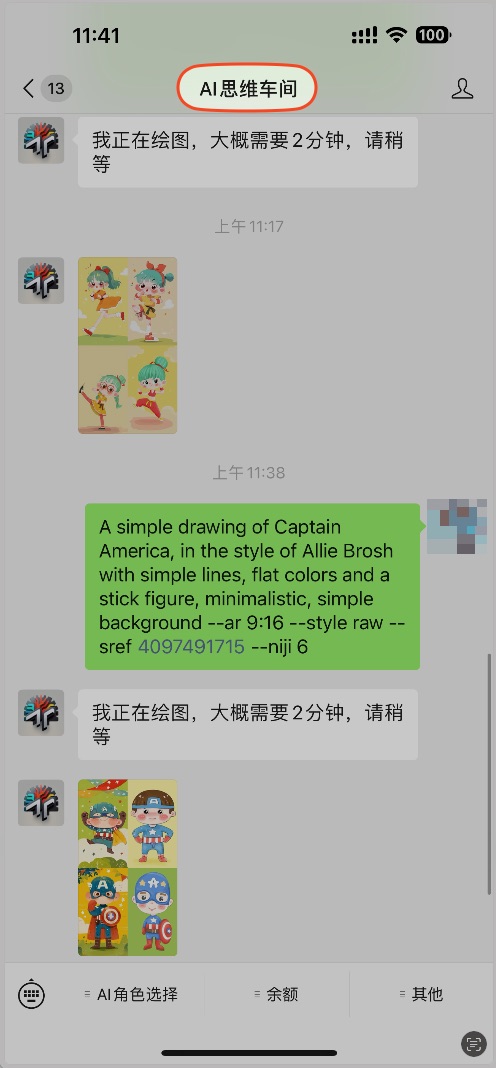 11:41
100
13
AI思维车间
我正在绘图，大概需要2分钟，请稍
等
上午 11:17
上午 11:38
A simple drawing of Captain
America, in the style of Allie Brosh
with simple lines, flat colors and a
stick figure, minimalistic, simple
background --ar 9:16 --style raw --
sref 4097491715 --niji 6
我正在绘图，大概需要2分钟，请稍
等
A
A
A
AI角色选择
余额
其他